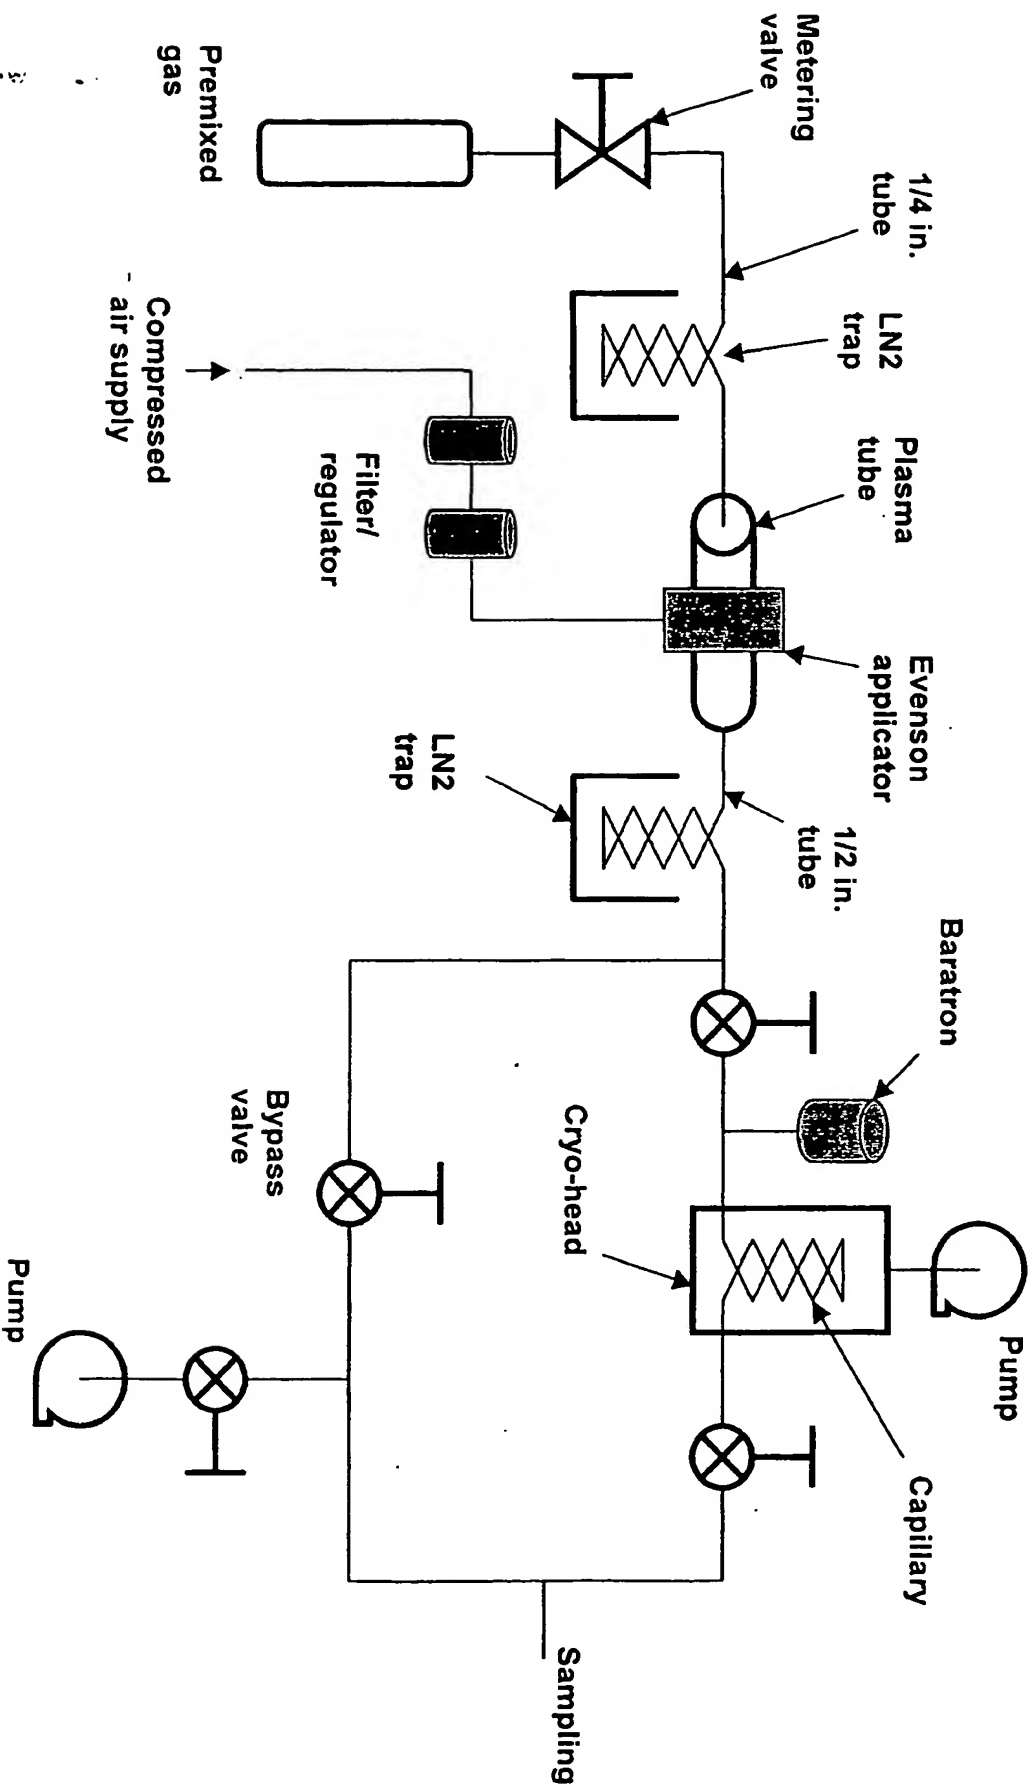 Metering
valve
1/4 in.
tube
LN2
trap
Plasma
tube
Evenson
applicator
1/2 in.
tube
Baratron
Pump
Capillary
Premixed
gas
Compressed
air supply
Filter/
regulator
LN2
trap
Cryo-head
Bypass
valve
Pump
Sampling